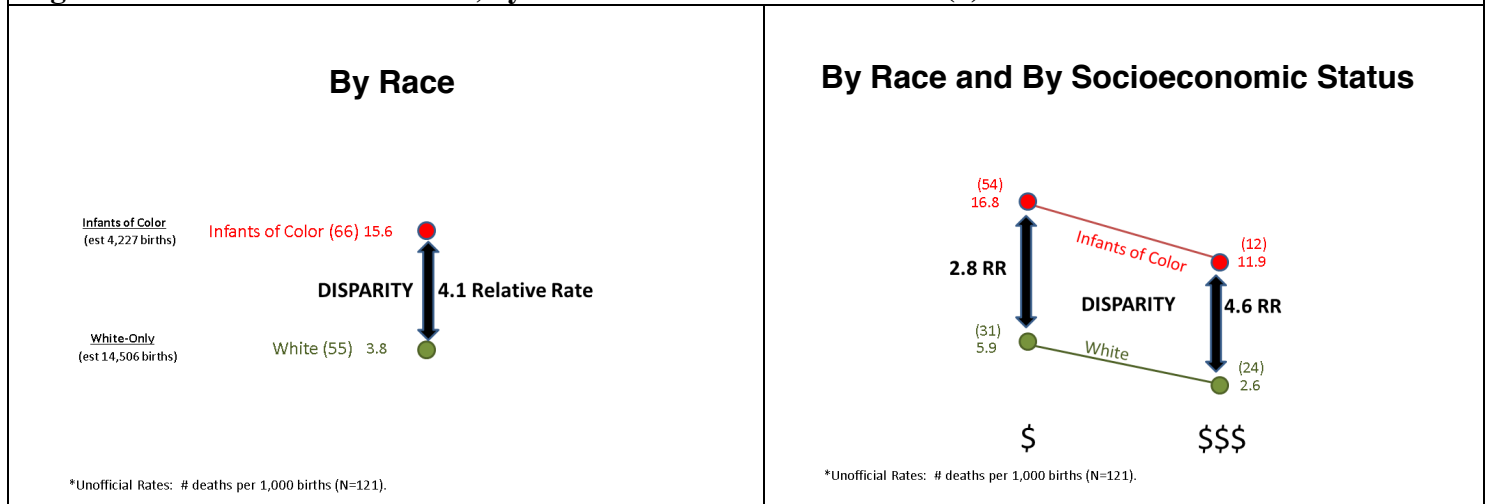 By Race
Infants of Color
(est 4,227 births)
Infants of Color (66) 15.6
DISPARITY 4.1 Relative Rate
White-Only
(est 14,506 births)
White (55) 3.8
*Unofficial Rates: # deaths per 1,000 births (N=121).
By Race and By Socioeconomic Status
(54)
16.8
Infants of Color
(12)
11.9
2.8 RR
DISPARITY
4.6 RR
(31)
5.9
White
(24)
2.6
$
$$$
*Unofficial Rates: # deaths per 1,000 births (N=121).